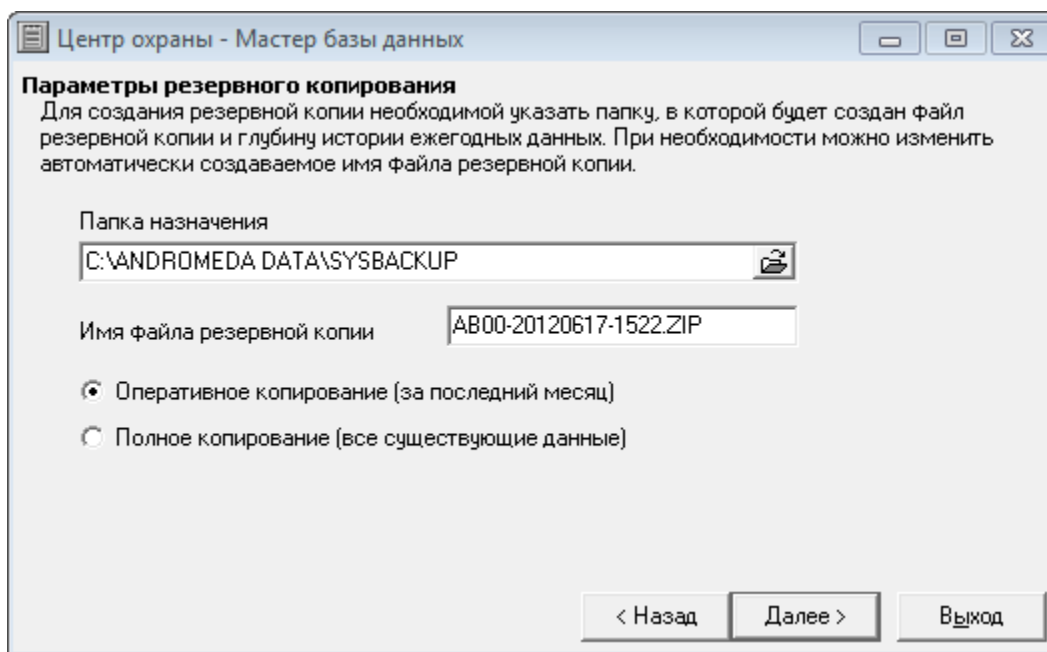 Центр охраны - Мастер базы данных
Параметры резервного копирования
Для создания резервной копии необходимой указать папку, в которой будет создан файл
резервной копии и глубину истории ежегодных данных. При необходимости можно изменить
автоматически создаваемое имя файла резервной копии.
Папка назначения
C:\ANDROMEDA DATA\SYSBACKUP
Имя файла резервной копии
AB00-20120617-1522.ZIP
Оперативное копирование (за последний месяц)
Полное копирование (все существующие данные)
< Назад
Далее >
Выход